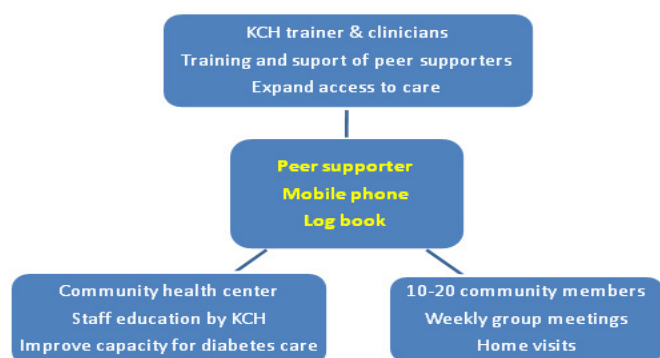 KCH trainer & clinicians
Training and suport of peer supporters
Expand access to care
Peer supporter
Mobile phone
Log book
Community health center
Staff education by KCH
Improve capacity for diabetes care
10-20 community members
Weekly group meetings
Home visits